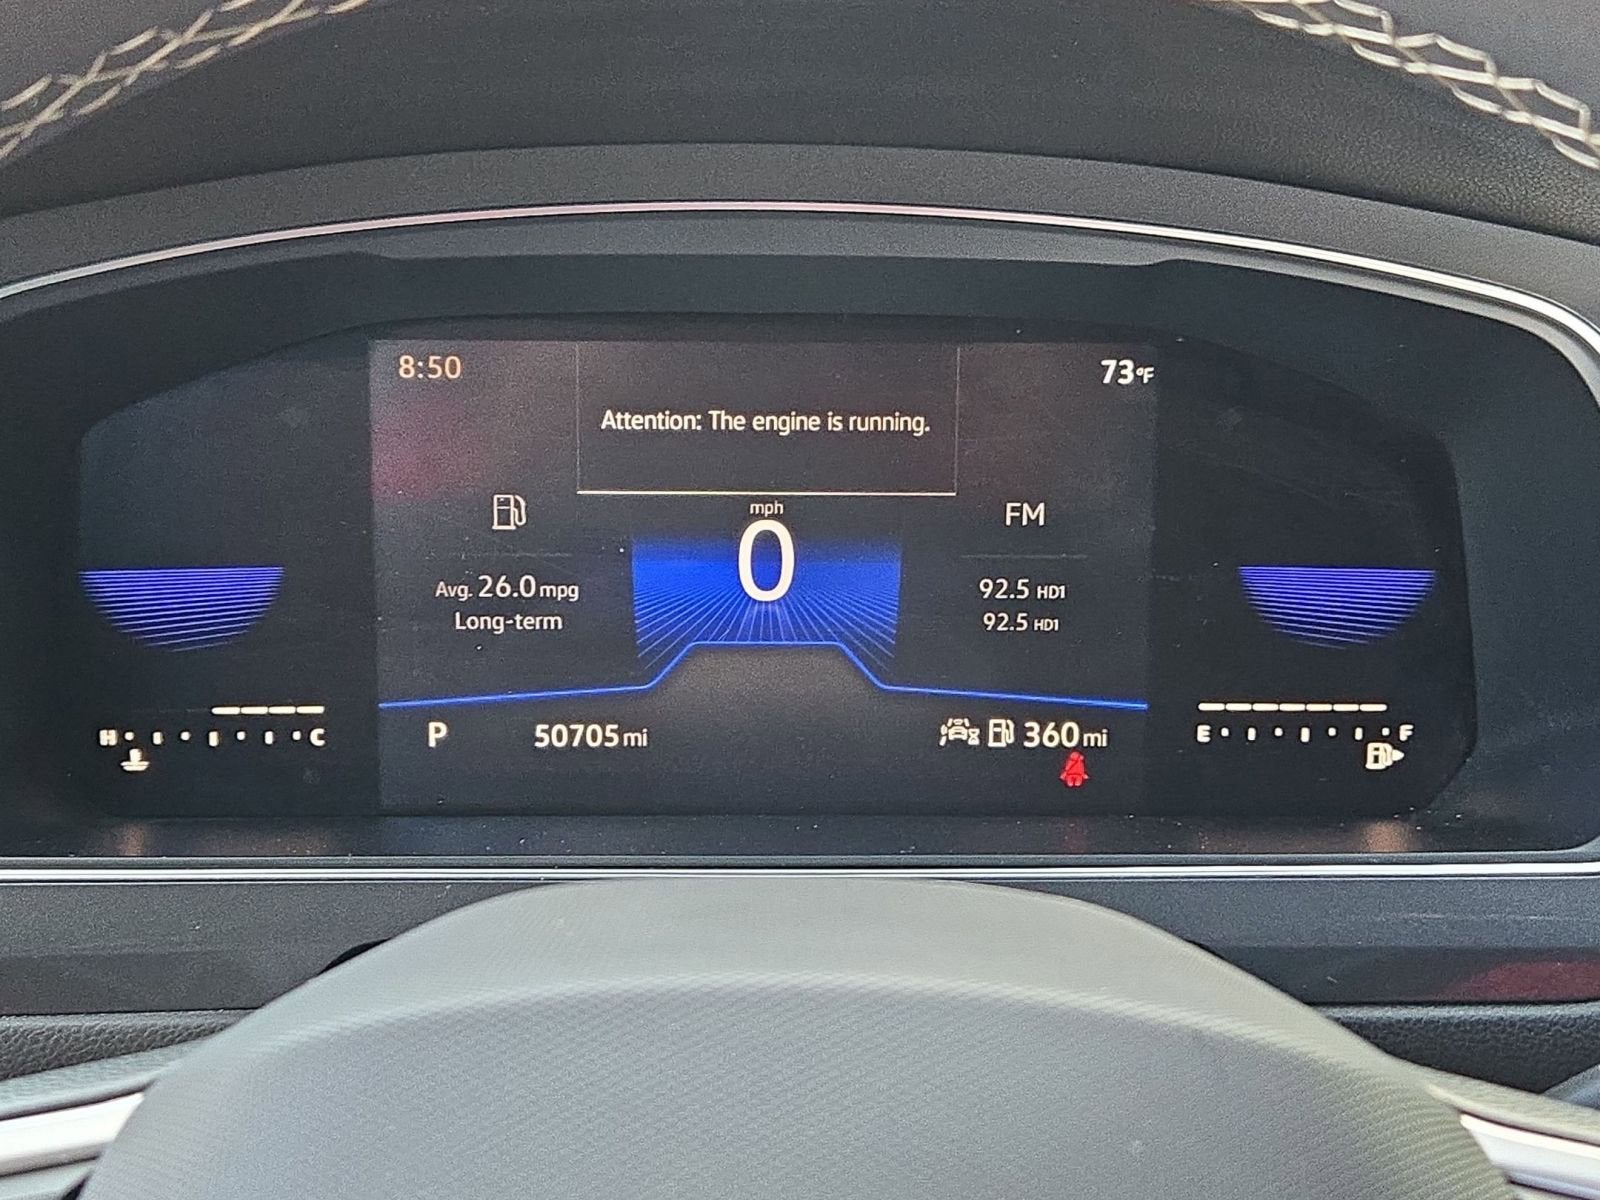 8:50
73°F
Attention: The engine is running.
mph
0
FM
Avg. 26.0 mpg
Long-term
92.5 HD1
92.5 HD1
H C
P
50705 mi
360 mi
E F